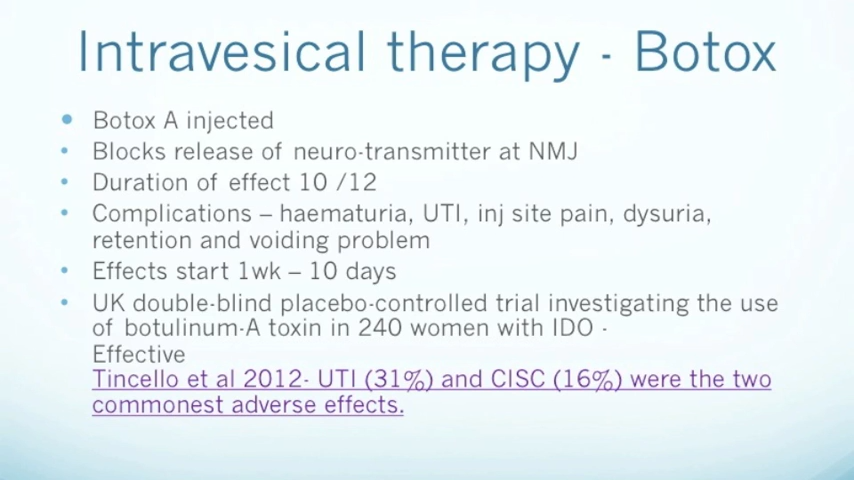 Intravesical therapy - Botox
• Botox A injected
• Blocks release of neuro-transmitter at NMJ
• Duration of effect 10 /12
• Complications – haematuria, UTI, inj site pain, dysuria,
retention and voiding problem
• Effects start 1wk – 10 days
• UK double-blind placebo-controlled trial investigating the use
of botulinum-A toxin in 240 women with IDO -
Effective
Tincello et al 2012- UTI (31%) and CISC (16%) were the two
commonest adverse effects.